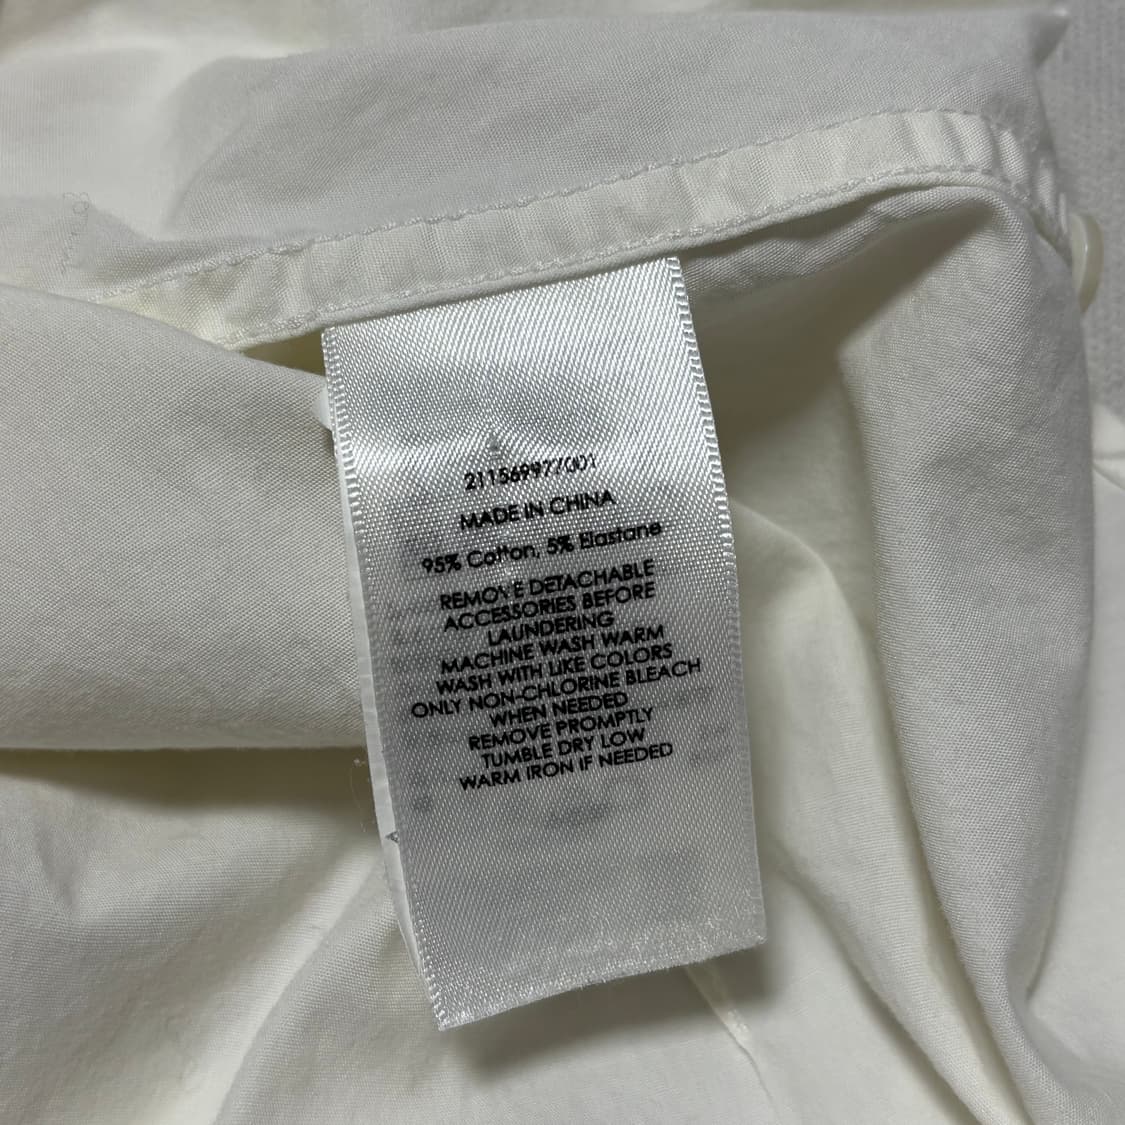 211569977001
MADE IN CHINA
95% Cotton, 5% Elastane
REMOVE DETACHABLE
ACCESSORIES BEFORE
LAUNDERING
MACHINE WASH WARM
WASH WITH LIKE COLORS
ONLY NON-CHLORINE BLEACH
WHEN NEEDED
REMOVE PROMPTLY
TUMBLE DRY LOW
WARM IRON IF NEEDED